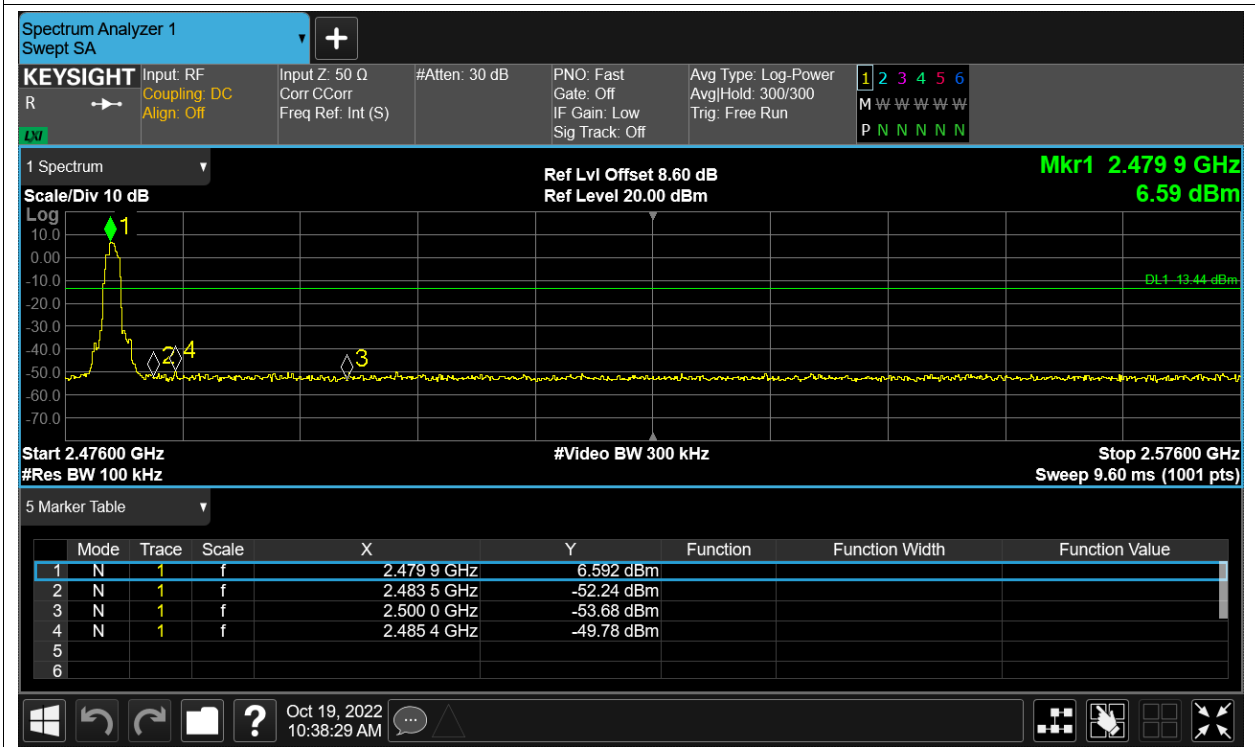 Spectrum Analyzer 1
Swept SA
KEYSIGHT Input: RF Input Z: 50 Ω #Atten: 30 dB PNO: Fast Avg Type: Log-Power 1 2 3 4 5 6
R Coupling: DC Corr CCorr Gate: Off Avg|Hold: 300/300 M W W W W W
Align: Off Freq Ref: Int (S) IF Gain: Low Trig: Free Run
LXI Sig Track: Off P N N N N N
1 Spectrum Ref Lvl Offset 8.60 dB Mkr1 2.479 9 GHz
Scale/Div 10 dB Ref Level 20.00 dBm 6.59 dBm
Log
1
10.0
0.00
-10.0 DL1 -13.44 dBm
-20.0
-30.0
-40.0 2 4 3
-50.0
-60.0
-70.0
Start 2.47600 GHz #Video BW 300 kHz Stop 2.57600 GHz
#Res BW 100 kHz Sweep 9.60 ms (1001 pts)
5 Marker Table
Mode Trace Scale X Y Function Function Width Function Value
1 N 1 f 2.479 9 GHz 6.592 dBm
2 N 1 f 2.483 5 GHz -52.24 dBm
3 N 1 f 2.500 0 GHz -53.68 dBm
4 N 1 f 2.485 4 GHz -49.78 dBm
5
6
? Oct 19, 2022
10:38:29 AM